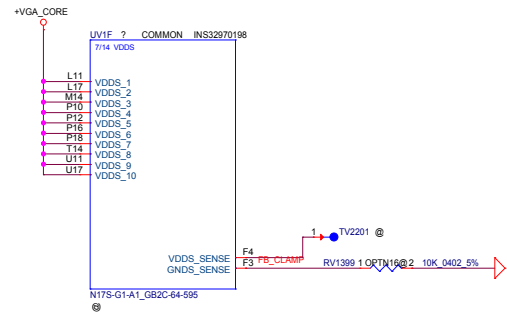 +VGA_CORE
UV1F ? COMMON INS32970198
7/14 VDDS
L11 VDDS_1
L17 VDDS_2
M14 VDDS_3
P10 VDDS_4
P12 VDDS_5
P16 VDDS_6
P18 VDDS_7
T14 VDDS_8
U11 VDDS_9
U17 VDDS_10
1 TV2201 @
VDDS_SENSE F4
GNDS_SENSE F3 FB_CLAMP RV1399 1 OPTN16@ 2 10K_0402_5%
N17S-G1-A1_GB2C-64-595
@